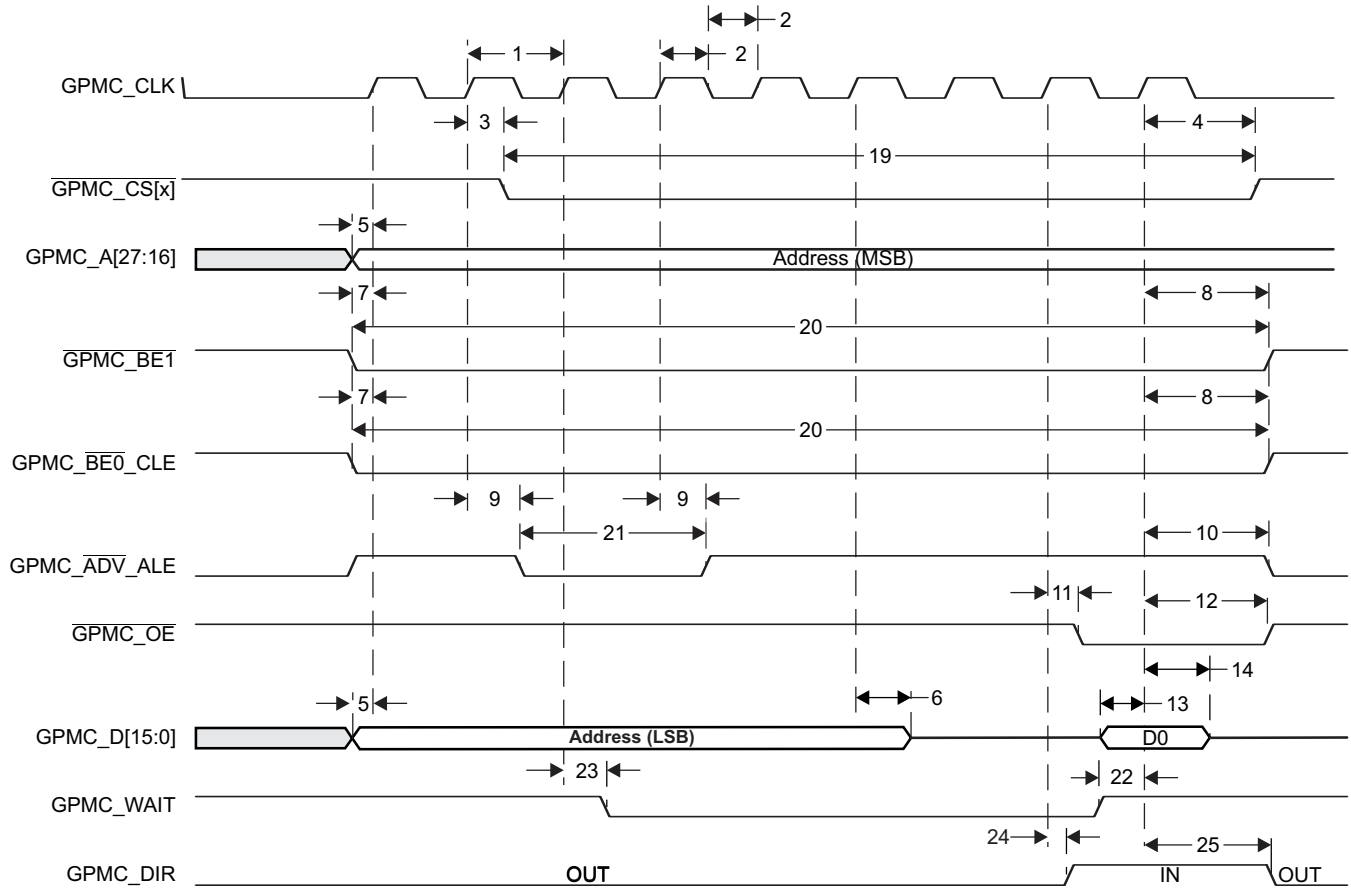 2
1
2
GPMC_CLK
3
4
19
GPMC_CS[x]
5
GPMC_A[27:16]
Address (MSB)
7
8
20
GPMC_BE1
7
8
20
GPMC_BE0_CLE
9
9
21
10
GPMC_ADV_ALE
11
12
GPMC_OE
14
5
6
13
GPMC_D[15:0]
Address (LSB)
D0
23
22
GPMC_WAIT
24
25
GPMC_DIR
OUT
IN
OUT